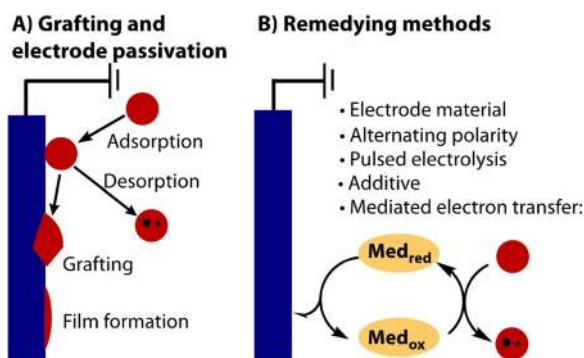 A) Grafting and
electrode passivation
Adsorption
Desorption
Grafting
Film formation
B) Remedying methods
• Electrode material
• Alternating polarity
• Pulsed electrolysis
• Additive
• Mediated electron transfer:
Medred
Medox
•+
•+